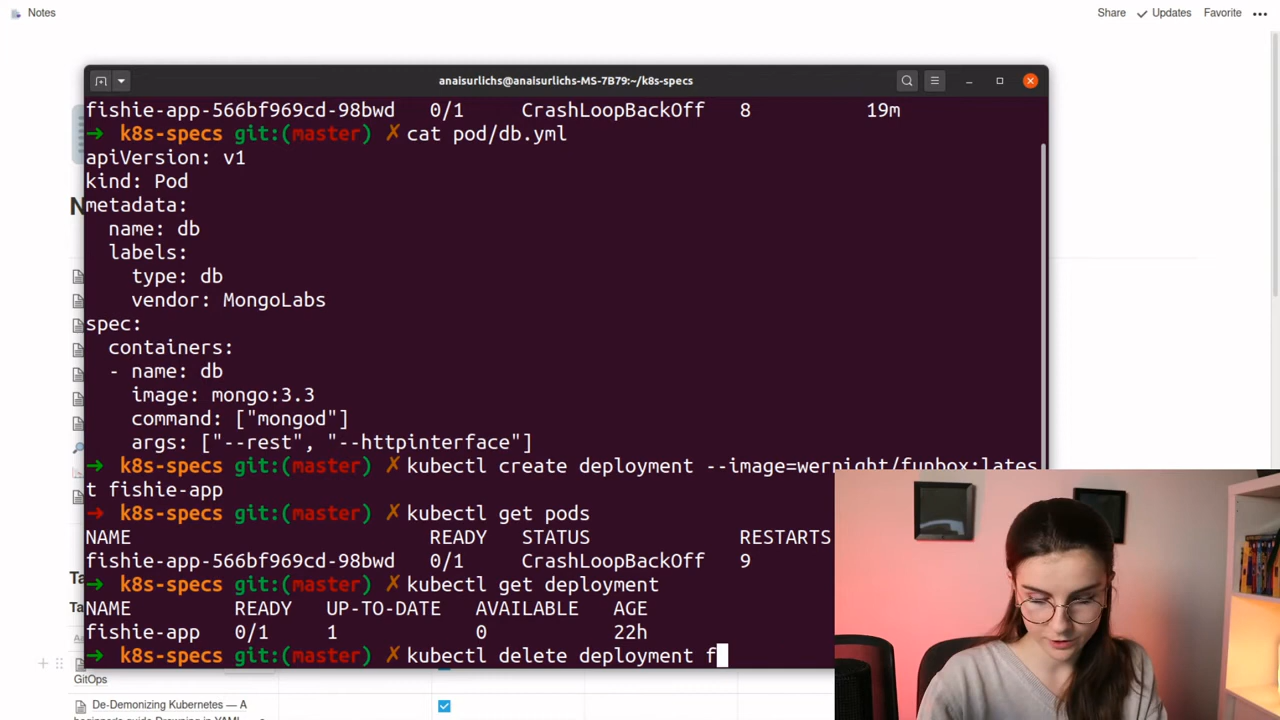 Notes
Share ✓ Updates Favorite •••
anaisurlichs@anaisurlichs-MS-7B79:~/k8s-specs
fishie-app-566bf969cd-98bwd 0/1 CrashLoopBackOff 8 19m
→ k8s-specs git:(master) ✗ cat pod/db.yml
apiVersion: v1
kind: Pod
metadata:
name: db
labels:
type: db
vendor: MongoLabs
spec:
containers:
- name: db
image: mongo:3.3
command: ["mongod"]
args: ["--rest", "--httpinterface"]
→ k8s-specs git:(master) ✗ kubectl create deployment --image=wernight/funbox:lates
t fishie-app
→ k8s-specs git:(master) ✗ kubectl get pods
NAME READY STATUS RESTARTS
fishie-app-566bf969cd-98bwd 0/1 CrashLoopBackOff 9
→ k8s-specs git:(master) ✗ kubectl get deployment
NAME READY UP-TO-DATE AVAILABLE AGE
fishie-app 0/1 1 0 22h
→ k8s-specs git:(master) ✗ kubectl delete deployment f
GitOps
De-Demonizing Kubernetes — A
beginner's guide Drowning in YAML